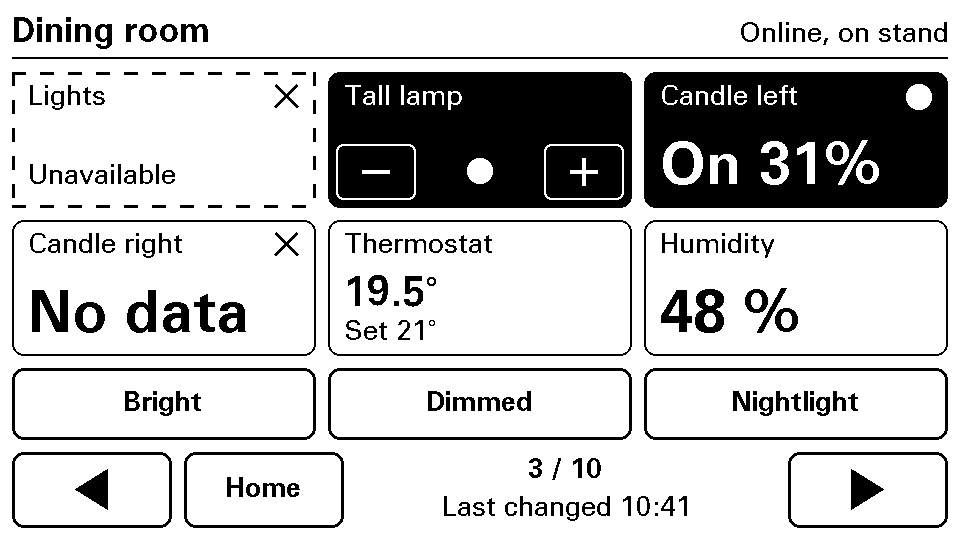 Dining room
Online, on stand
Lights
Unavailable
Tall lamp
− +
Candle left
On 31%
Candle right
No data
Thermostat
19.5°
Set 21°
Humidity
48 %
Bright
Dimmed
Nightlight
Home
3 / 10
Last changed 10:41